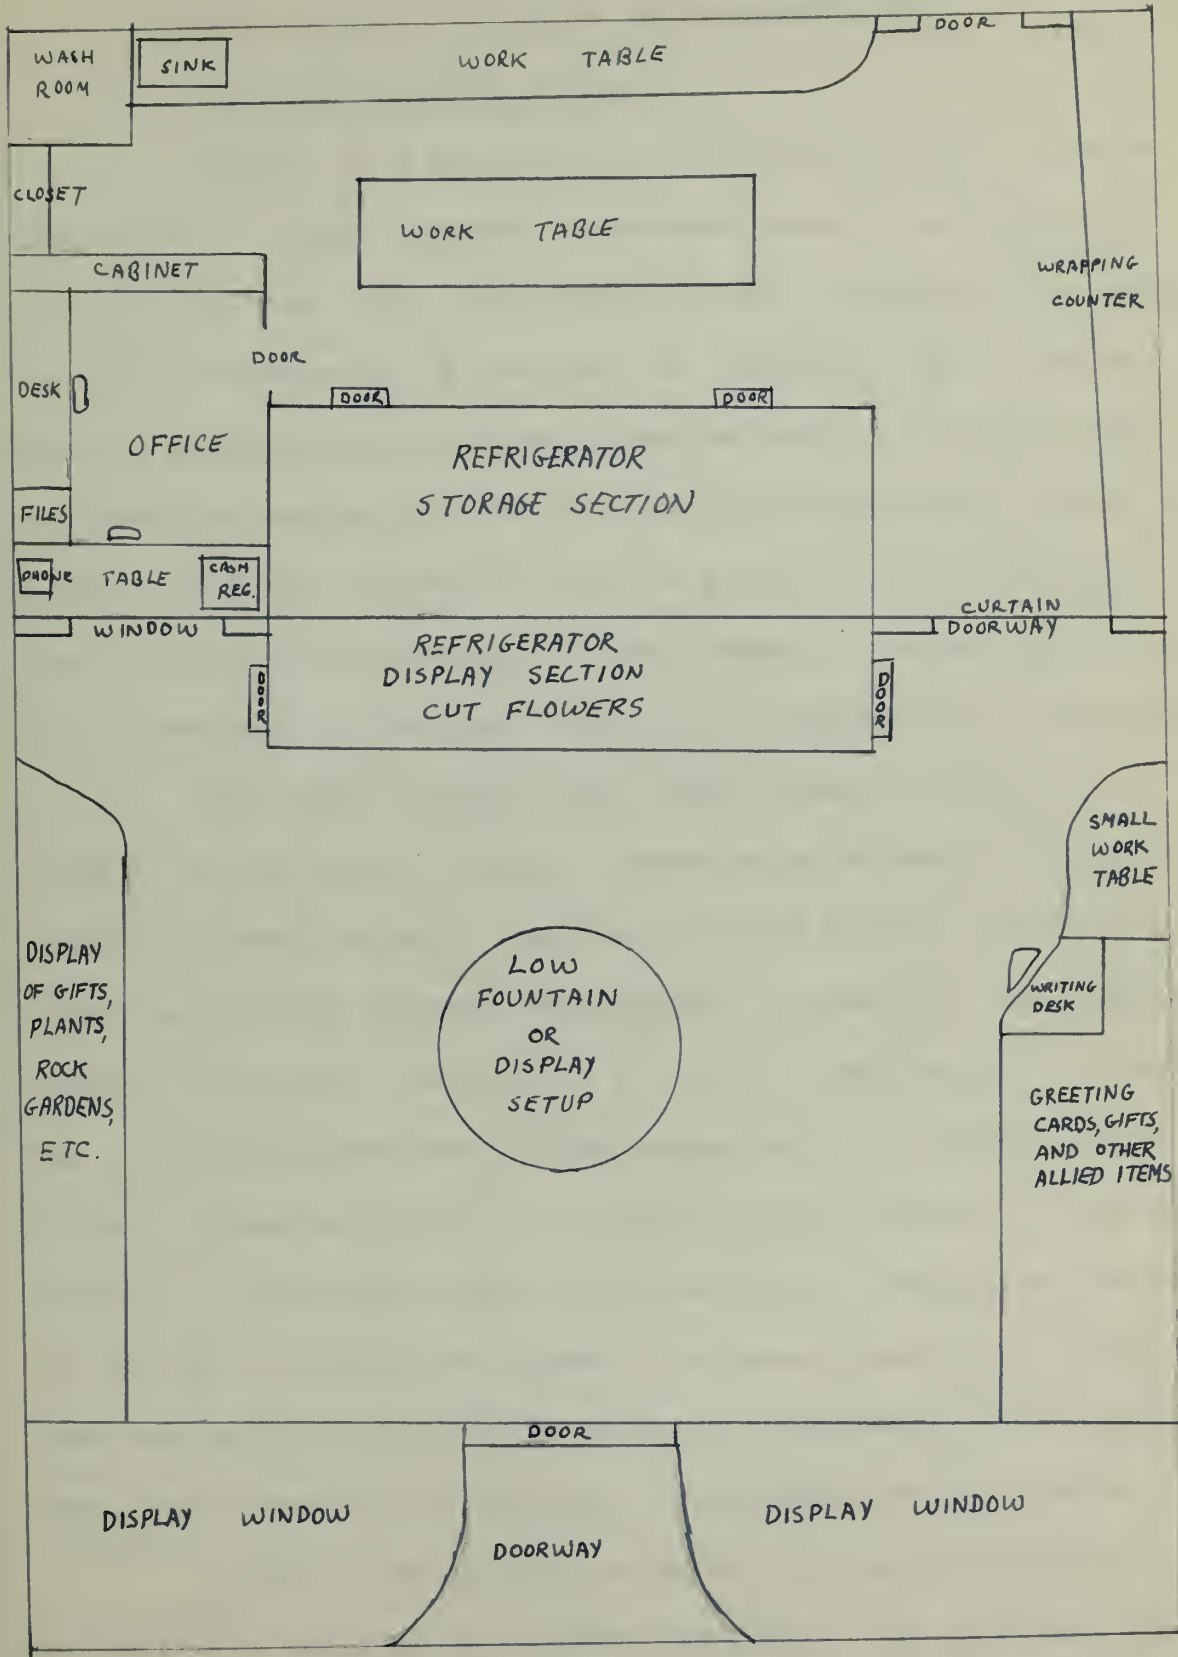 DOOR
WASH
ROOM
SINK
WORK TABLE
CLOSET
WORK TABLE
CABINET
WRAPPING
COUNTER
DOOR
DESK
DOOR
DOOR
OFFICE
REFRIGERATOR
STORAGE SECTION
FILES
PHONE
TABLE
CASH
REG.
WINDOW
CURTAIN
DOORWAY
REFRIGERATOR
DISPLAY SECTION
CUT FLOWERS
DOOR
DOOR
SMALL
WORK
TABLE
DISPLAY
OF GIFTS,
PLANTS,
ROCK
GARDENS,
ETC.
LOW
FOUNTAIN
OR
DISPLAY
SETUP
WRITING
DESK
GREETING
CARDS, GIFTS,
AND OTHER
ALLIED ITEMS
DOOR
DISPLAY WINDOW
DOORWAY
DISPLAY WINDOW